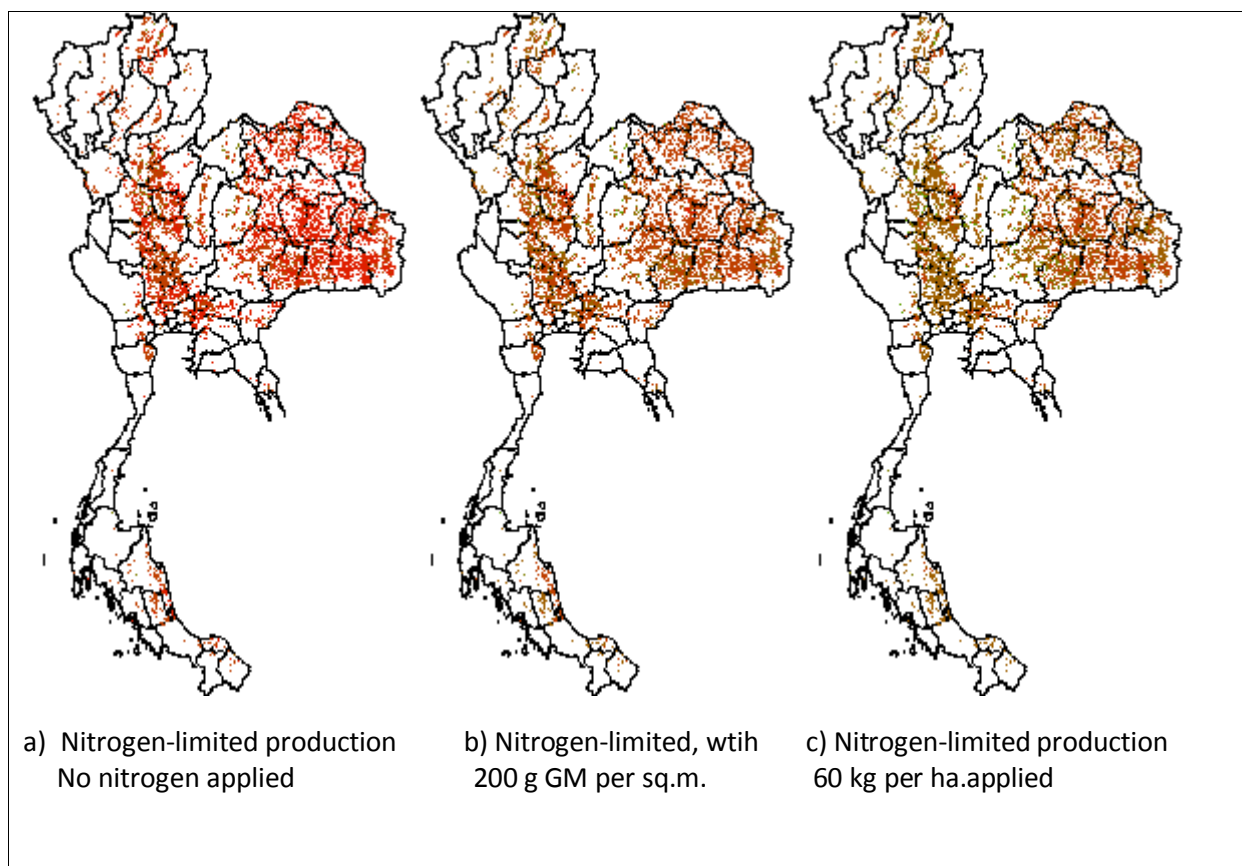 a) Nitrogen-limited production
No nitrogen applied
b) Nitrogen-limited, wtih
200 g GM per sq.m.
c) Nitrogen-limited production
60 kg per ha.applied